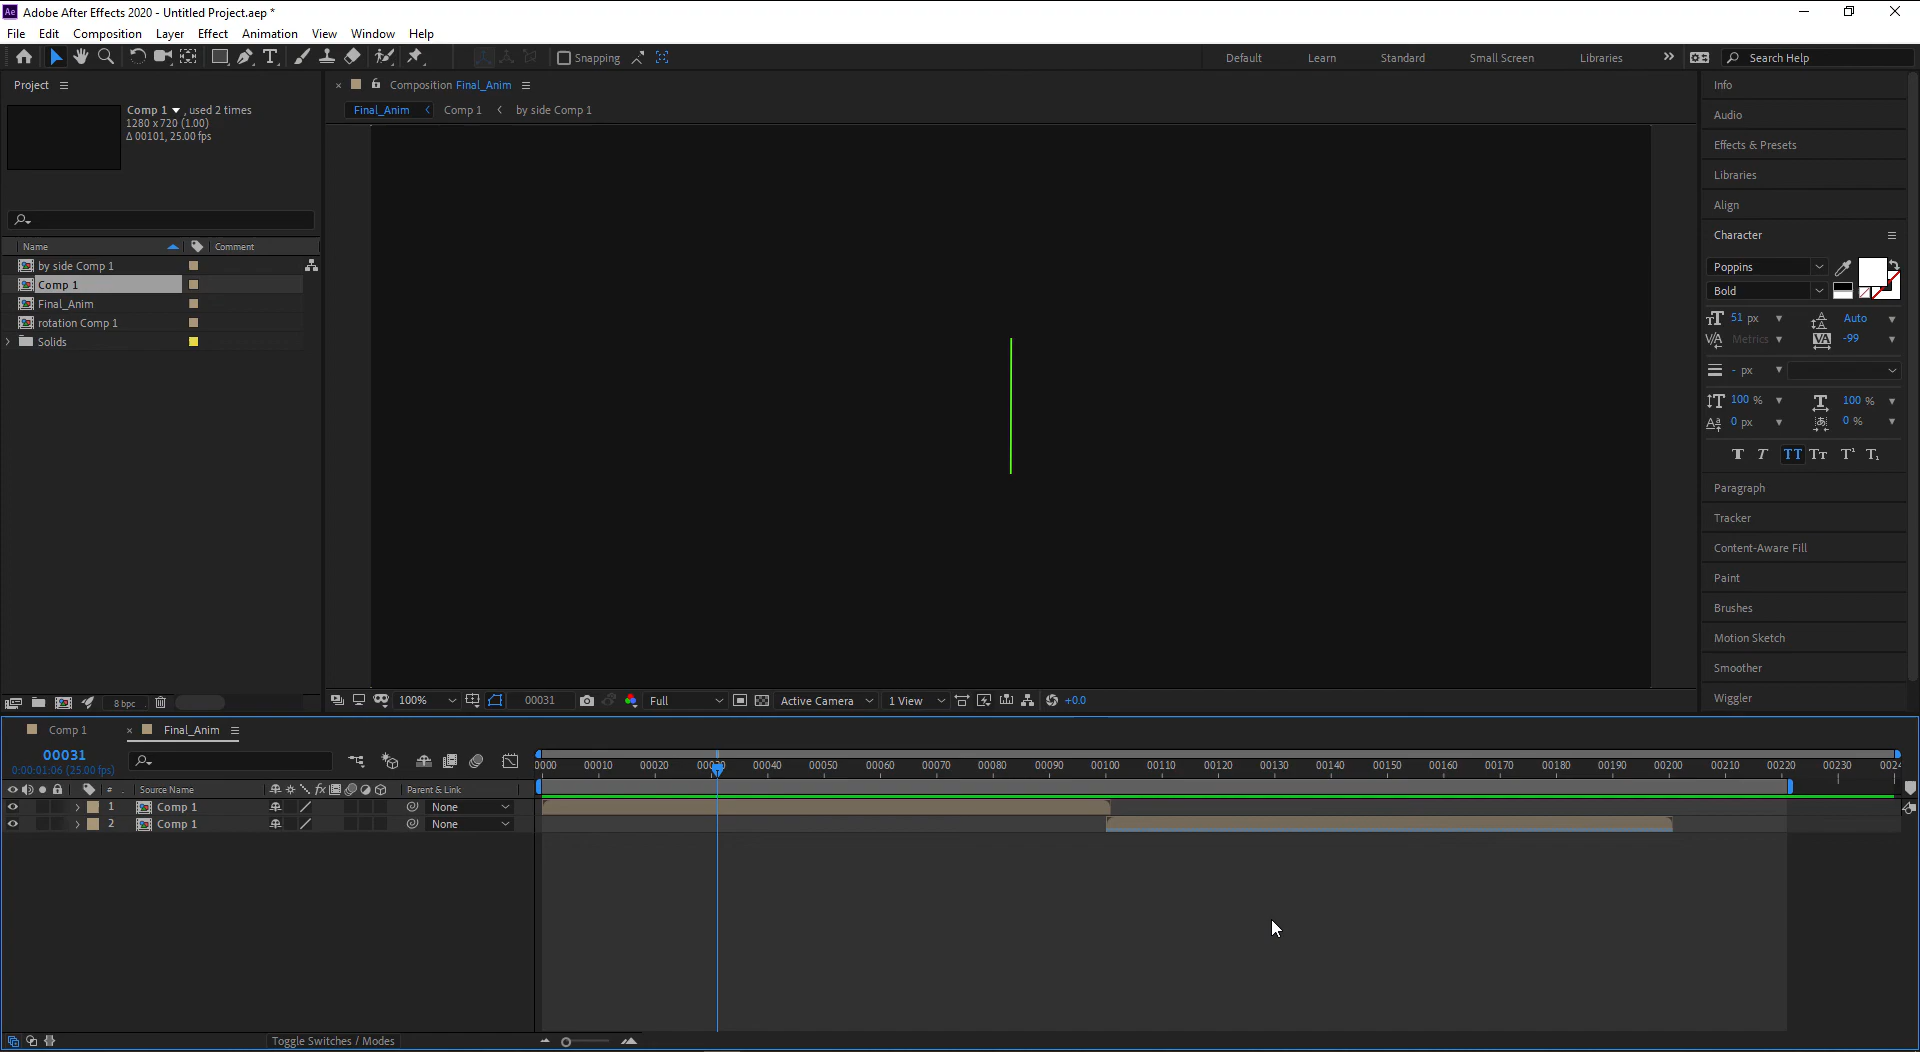 Ae Adobe After Effects 2020 - Untitled Project.aep *
File Edit Composition Layer Effect Animation View Window Help
Snapping Default Learn Standard Small Screen Libraries Search Help
Project
Comp 1 , used 2 times
1280 x 720 (1.00)
Δ 00101, 25.00 fps
Name Comment
by side Comp 1
Comp 1
Final_Anim
rotation Comp 1
Solids
8 bpc
Composition Final_Anim
Final_Anim Comp 1 by side Comp 1
100% 00031 Full Active Camera 1 View +0.0
Info
Audio
Effects & Presets
Libraries
Align
Character
Poppins
Bold
51 px Auto
Metrics -99
- px
100 % 100 %
0 px 0 %
Paragraph
Tracker
Content-Aware Fill
Paint
Brushes
Motion Sketch
Smoother
Wiggler
Comp 1 Final_Anim
00031
0:00:01:06 (25.00 fps)
0000 00010 00020 00030 00040 00050 00060 00070 00080 00090 00100 00110 00120 00130 00140 00150 00160 00170 00180 00190 00200 00210 00220 00230
# Source Name fx Parent & Link
1 Comp 1 None
2 Comp 1 None
Toggle Switches / Modes